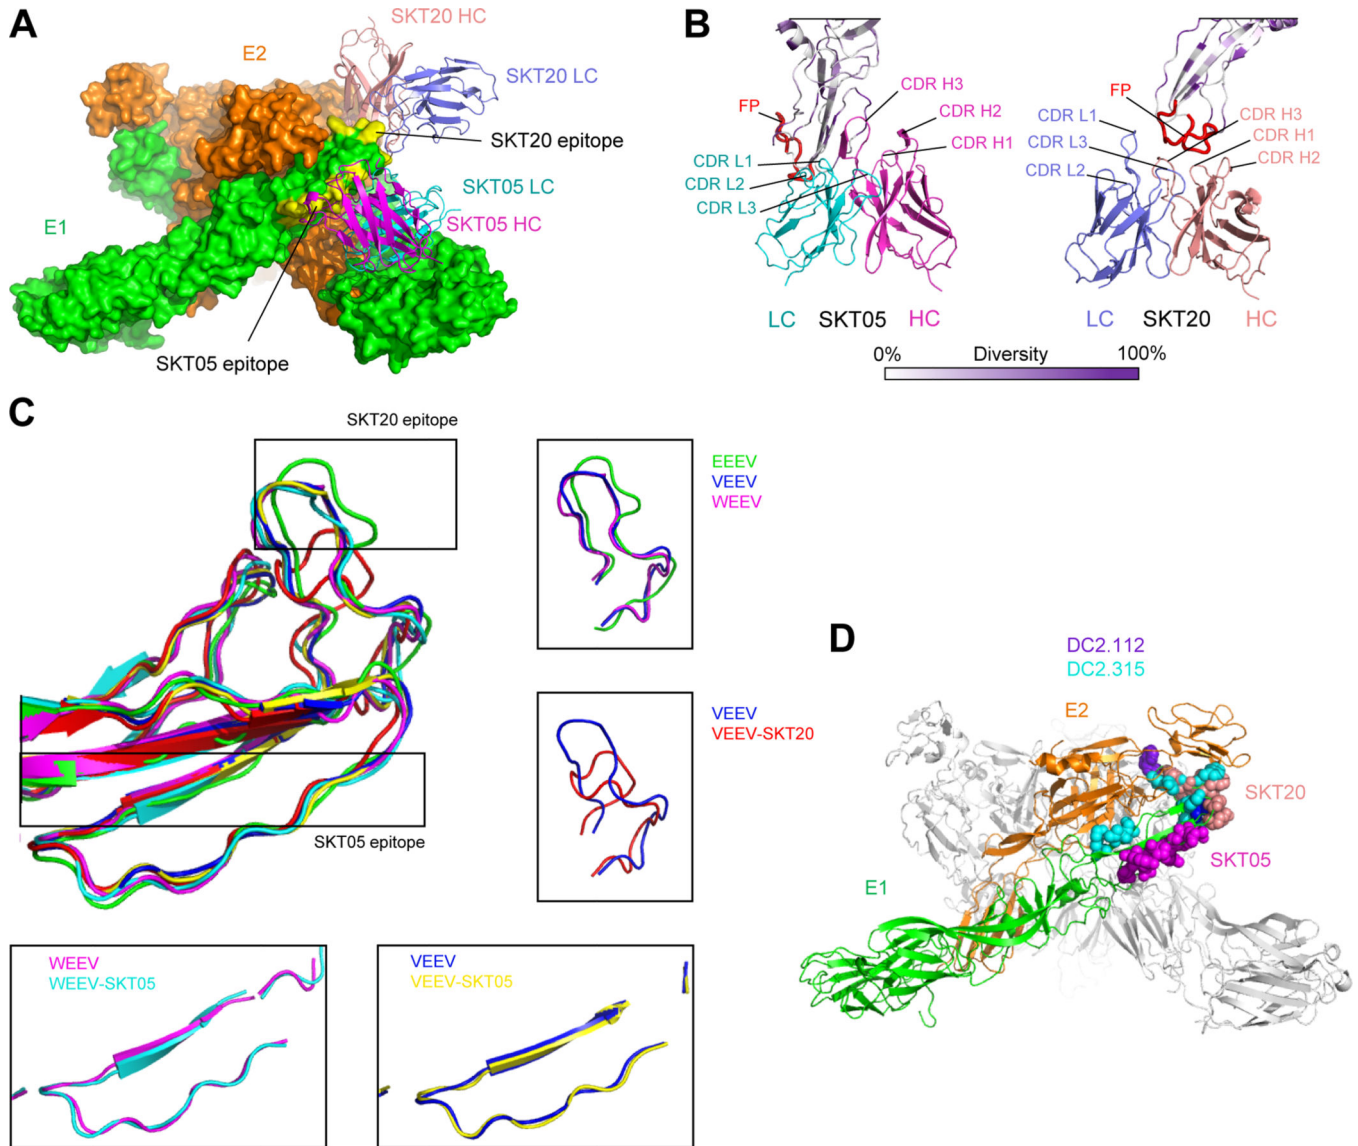 A
SKT20 HC
E2
SKT20 LC
SKT20 epitope
SKT05 LC
SKT05 HC
E1
SKT05 epitope
B
CDR H3
FP
CDR H2
CDR H1
CDR L1
CDR L2
CDR L3
LC SKT05 HC
FP
CDR L1
CDR H3
CDR L3
CDR H1
CDR L2
CDR H2
LC SKT20 HC
0% Diversity 100%
C
SKT20 epitope
SKT05 epitope
EEEV
VEEV
WEEV
VEEV
VEEV-SKT20
WEEV
WEEV-SKT05
VEEV
VEEV-SKT05
D
DC2.112
DC2.315
E2
SKT20
SKT05
E1